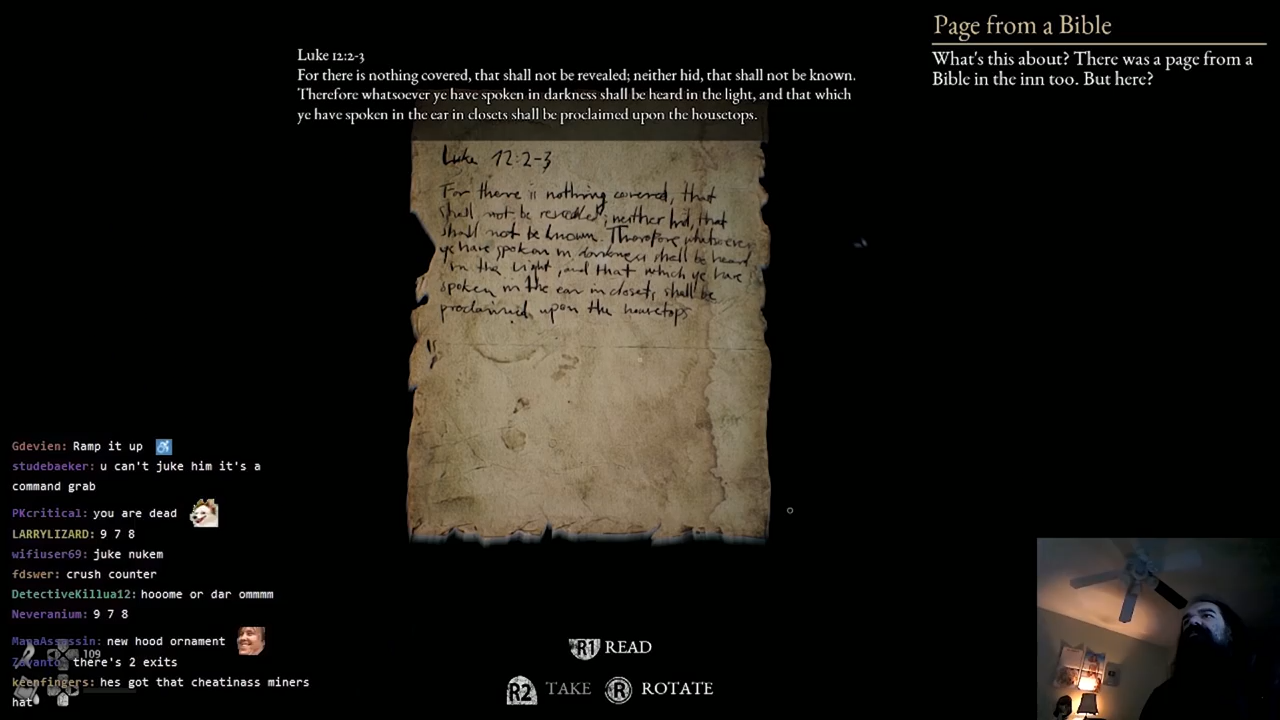 Page from a Bible
What's this about? There was a page from a
Bible in the inn too. But here?
Luke 12:2-3
For there is nothing covered, that shall not be revealed; neither hid, that shall not be known.
Therefore whatsoever ye have spoken in darkness shall be heard in the light, and that which
ye have spoken in the ear in closets shall be proclaimed upon the housetops.
Luke 12:2-3
For there is nothing covered, that
shall not be revealed; neither hid, that
shall not be known. Therefore whatsoever
ye have spoken in darkness shall be heard
in the light, and that which ye have
spoken in the ear in closets shall be
proclaimed upon the housetops
Gdevien: Ramp it up
studebaeker: u can't juke him it's a
command grab
PKcritical: you are dead
LARRYLIZARD: 9 7 8
wifiuser69: juke nukem
fdswer: crush counter
DetectiveKillua12: hooome or dar ommmm
Neveranium: 9 7 8
ManaAssassin: new hood ornament
109
there's 2 exits
keenfingers: hes got that cheatinass miners
hat
R1 READ
R2 TAKE R ROTATE